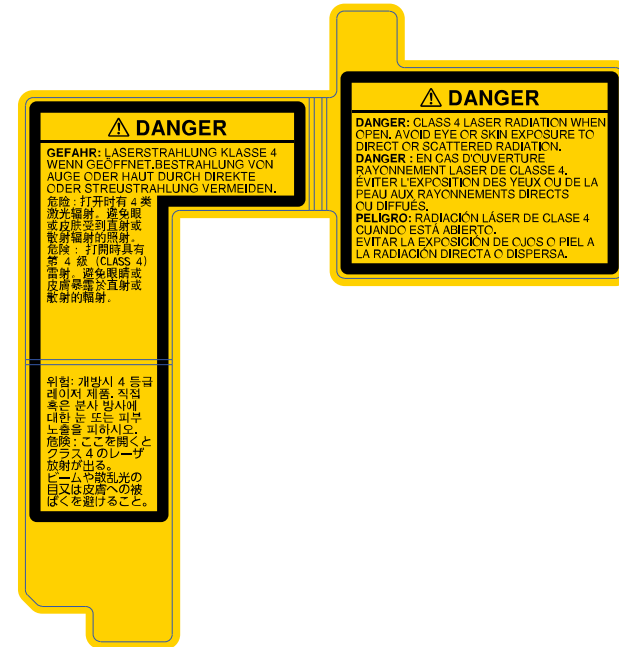 ⚠ DANGER
GEFAHR: LASERSTRAHLUNG KLASSE 4
WENN GEÖFFNET.BESTRAHLUNG VON
AUGE ODER HAUT DURCH DIREKTE
ODER STREUSTRAHLUNG VERMEIDEN.
危险: 打开时有 4 类
激光辐射。避免眼
或皮肤受到直射或
散射辐射的照射。
危険: 打開時具有
第 4 級 (CLASS 4)
雷射。避免眼睛或
皮膚暴露於直射或
散射的輻射.
위험: 개방시 4 등급
레이저 제품. 직접
혹은 분사 방사에
대한 눈 또는 피부
노출을 피하시오.
危険: ここを開くと
クラス 4 のレーザ
放射が出る。
ビームや散乱光の
目又は皮膚への被
ばくを避けること。
⚠ DANGER
DANGER: CLASS 4 LASER RADIATION WHEN
OPEN. AVOID EYE OR SKIN EXPOSURE TO
DIRECT OR SCATTERED RADIATION.
DANGER : EN CAS D'OUVERTURE
RAYONNEMENT LASER DE CLASSE 4.
ÉVITER L'EXPOSITION DES YEUX OU DE LA
PEAU AUX RAYONNEMENTS DIRECTS
OU DIFFUÉS.
PELIGRO: RADIACIÓN LÁSER DE CLASE 4
CUANDO ESTÁ ABIERTO.
EVITAR LA EXPOSICIÓN DE OJOS O PIEL A
LA RADIACIÓN DIRECTA O DISPERSA.